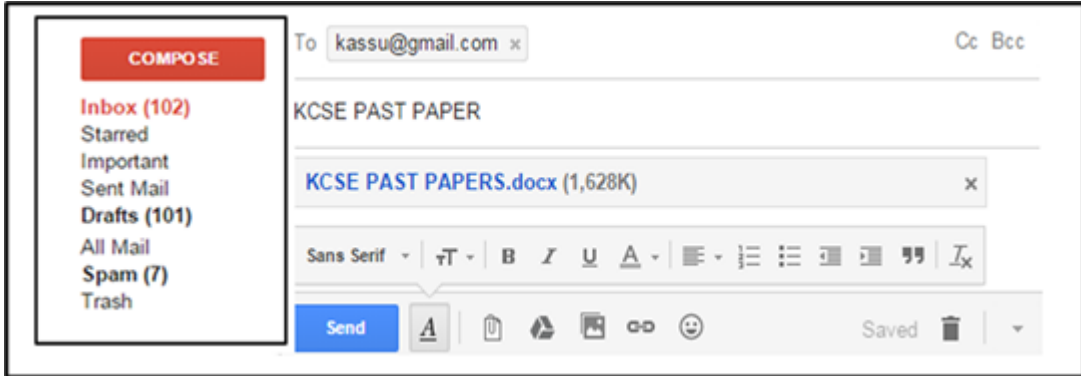 COMPOSE
Inbox (102)
Starred
Important
Sent Mail
Drafts (101)
All Mail
Spam (7)
Trash
To kassu@gmail.com × Cc Bcc
KCSE PAST PAPER
KCSE PAST PAPERS.docx (1,628K) ×
Sans Serif T B I U A Tx
Send A Saved